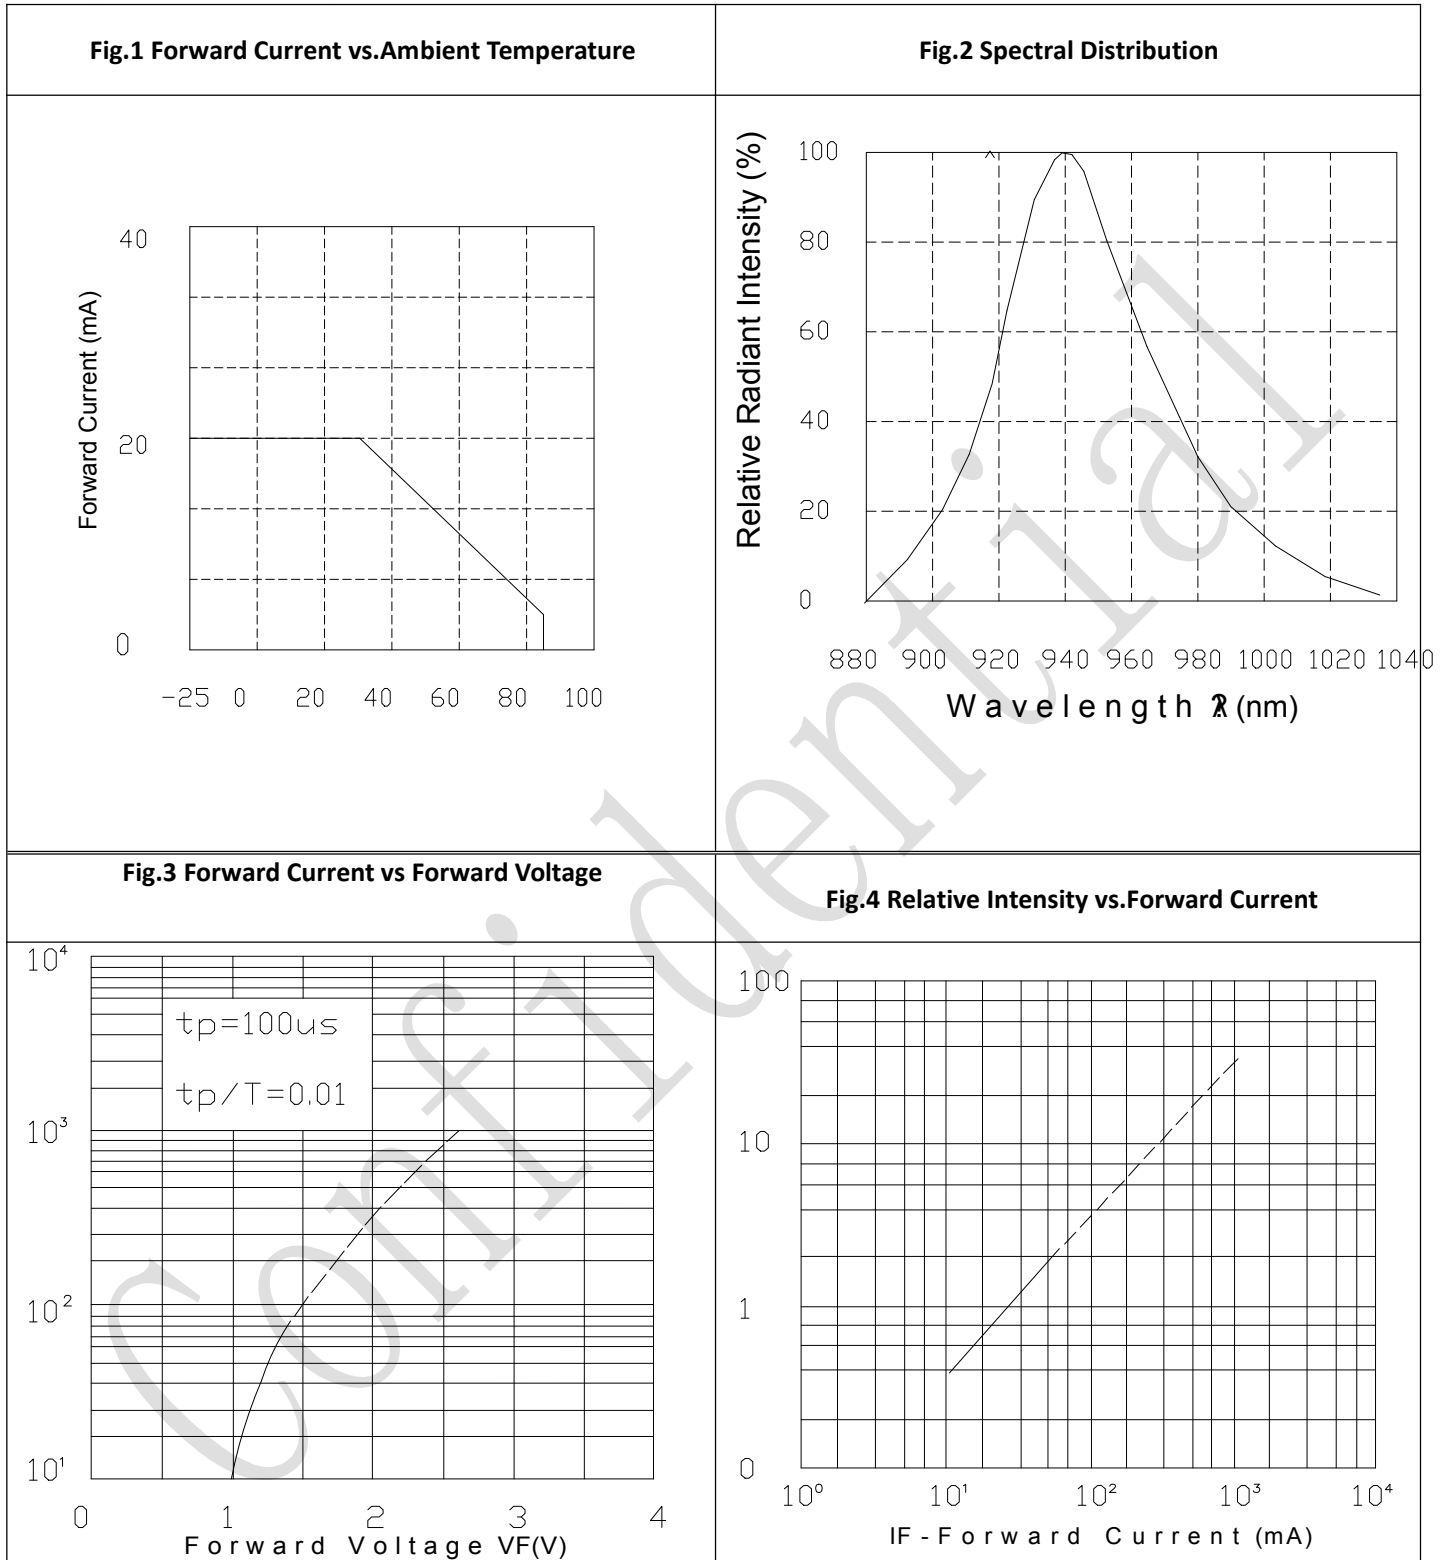 Fig.1 Forward Current vs.Ambient Temperature
Fig.2 Spectral Distribution
Forward Current (mA)
40
20
0
-25 0 20 40 60 80 100
Relative Radiant Intensity (%)
100
80
60
40
20
0
880 900 920 940 960 980 1000 1020 1040
Wavelength (nm)
Fig.3 Forward Current vs Forward Voltage
Fig.4 Relative Intensity vs.Forward Current
10⁴
10³
10²
10¹
tp=100us
tp/T=0.01
0 1 2 3 4
Forward Voltage VF(V)
100
10
1
0
10⁰ 10¹ 10² 10³ 10⁴
IF-Forward Current (mA)
Confidential